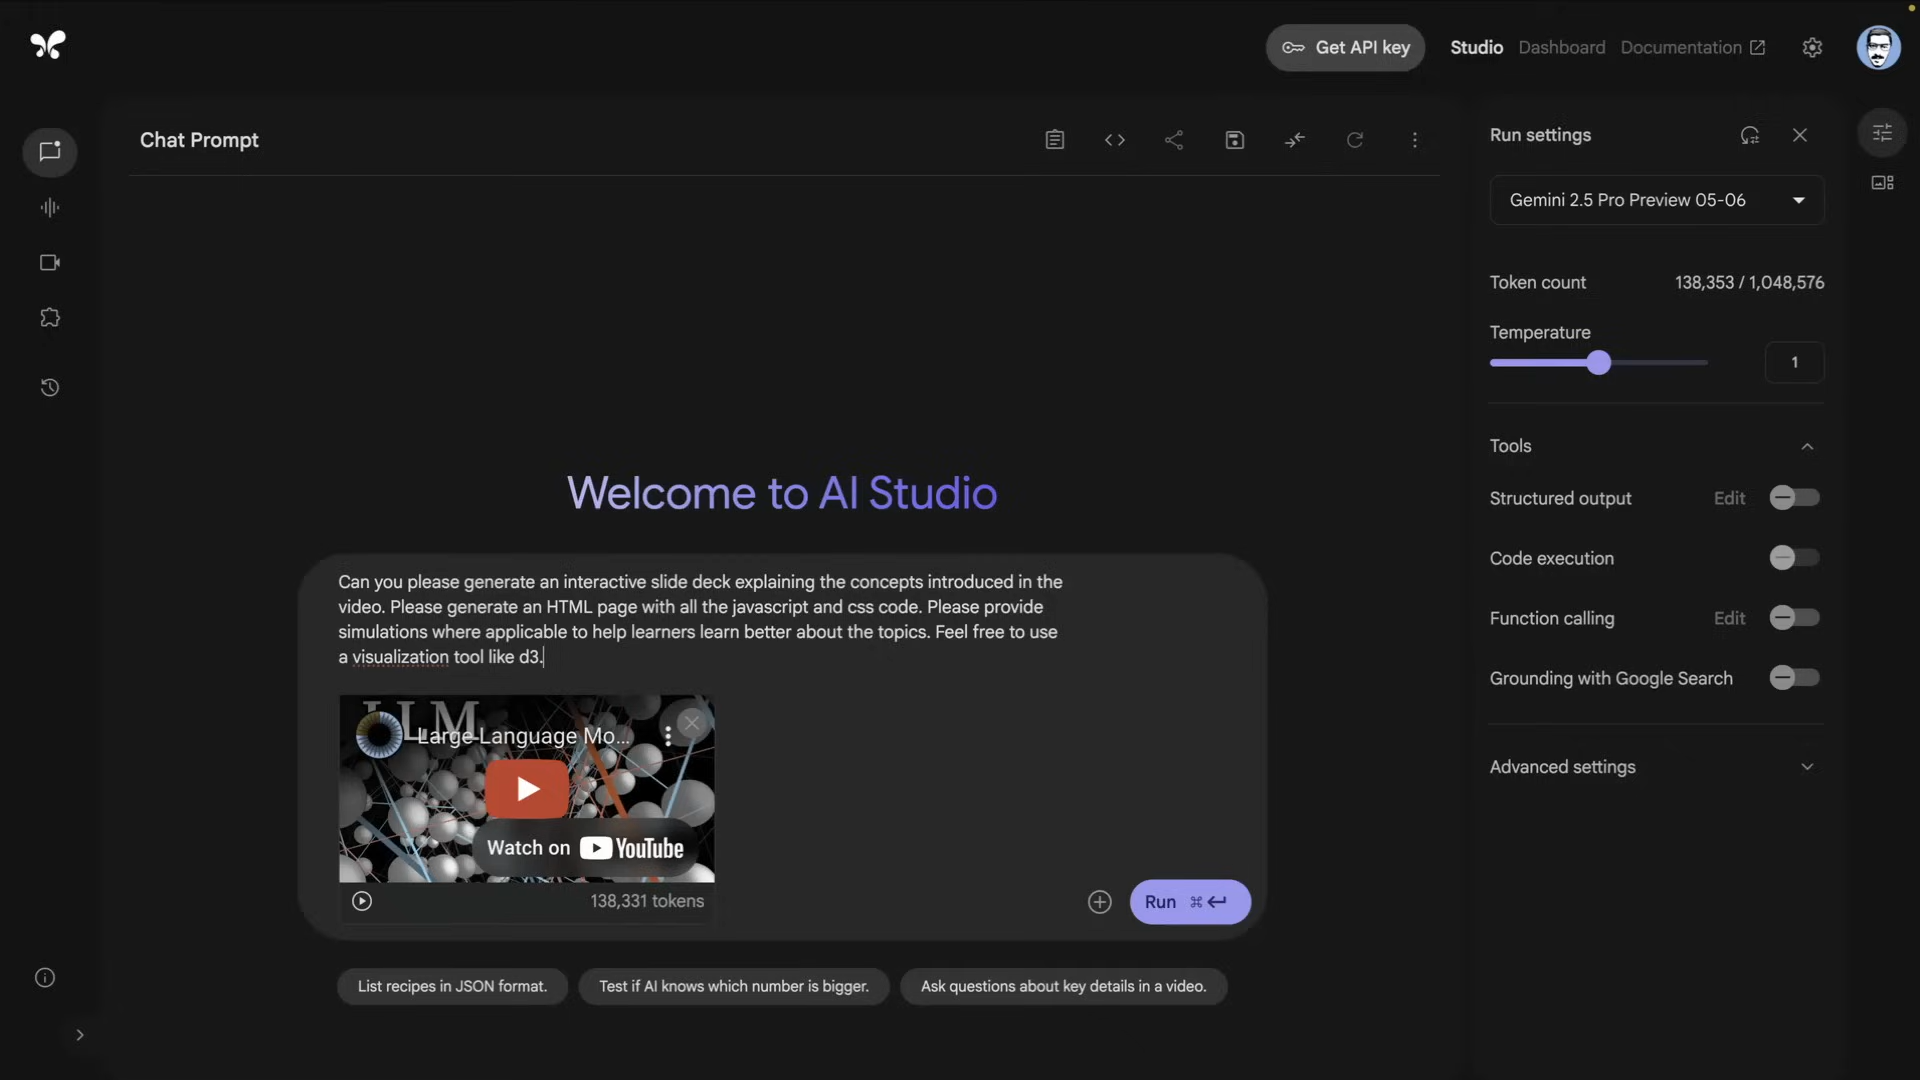 Get API key
Studio
Dashboard
Documentation
Chat Prompt
Run settings
Gemini 2.5 Pro Preview 05-06
Token count
138,353 / 1,048,576
Temperature
1
Tools
Structured output
Edit
Code execution
Function calling
Edit
Grounding with Google Search
Advanced settings
Welcome to AI Studio
Can you please generate an interactive slide deck explaining the concepts introduced in the
video. Please generate an HTML page with all the javascript and css code. Please provide
simulations where applicable to help learners learn better about the topics. Feel free to use
a visualization tool like d3.
LLM
Large Language Mo...
Watch on YouTube
138,331 tokens
Run ⌘
List recipes in JSON format.
Test if AI knows which number is bigger.
Ask questions about key details in a video.